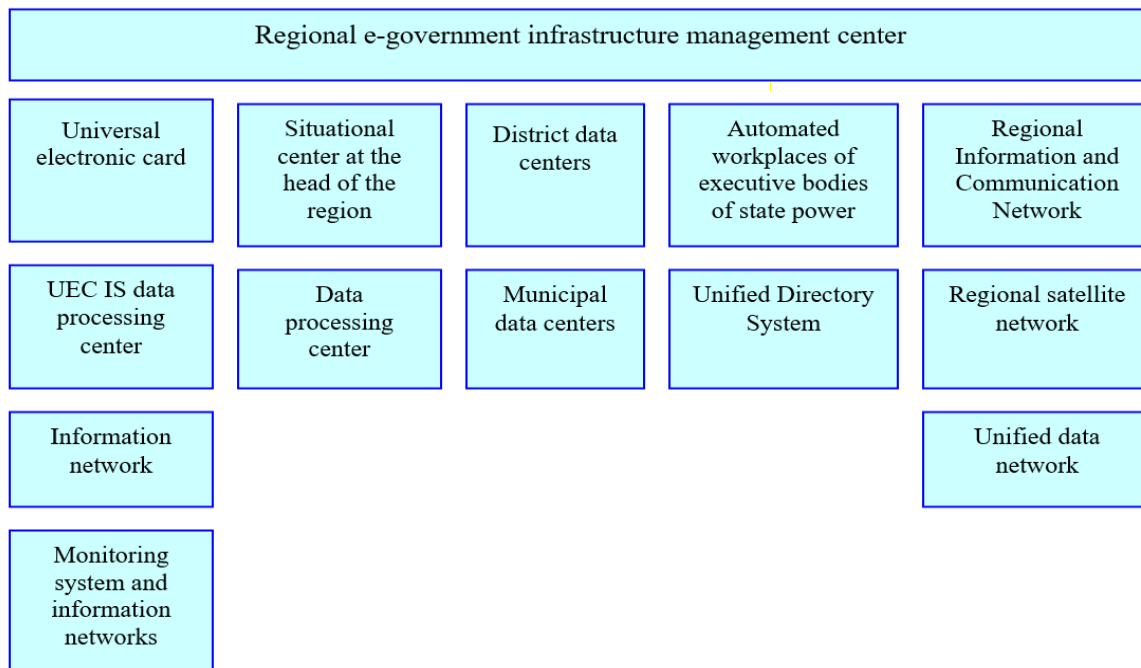 Regional e-government infrastructure management center
Universal
electronic card
Situational
center at the
head of the
region
District data
centers
Automated
workplaces of
executive bodies
of state power
Regional
Information and
Communication
Network
UEC IS data
processing
center
Data
processing
center
Municipal
data centers
Unified Directory
System
Regional satellite
network
Information
network
Unified data
network
Monitoring
system and
information
networks